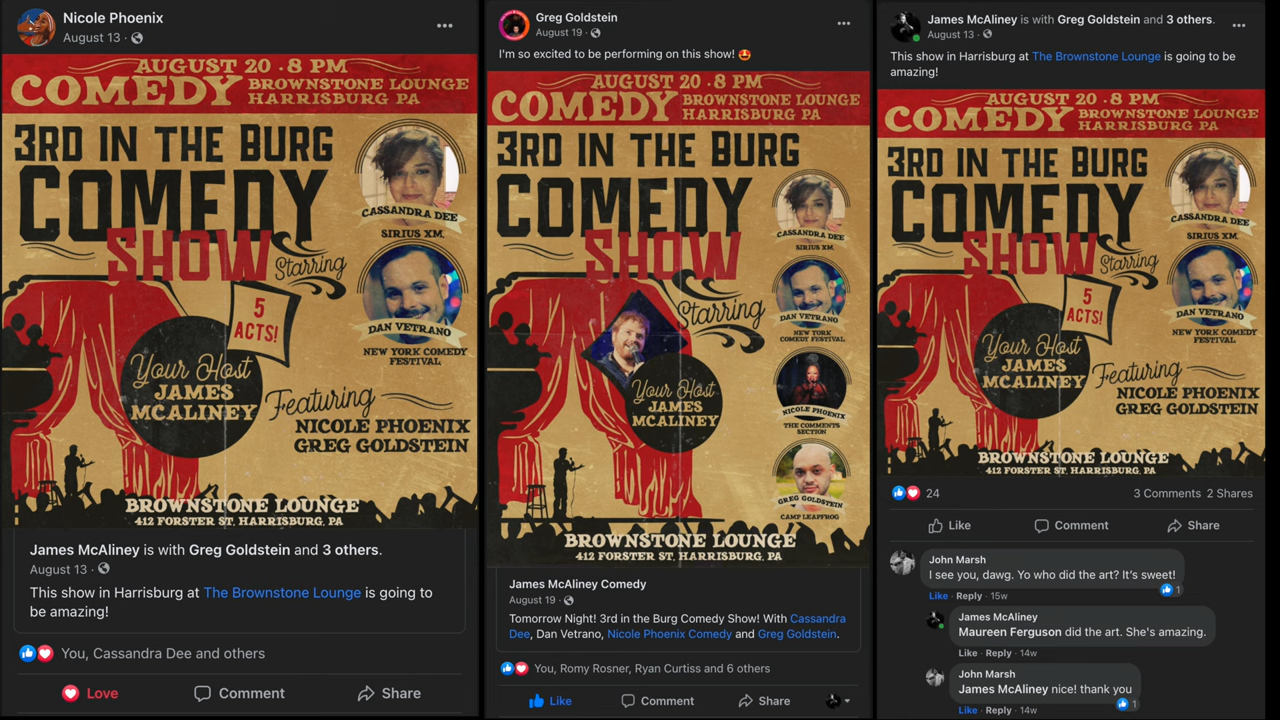 Nicole Phoenix
August 13 ·
AUGUST 20 · 8 PM
COMEDY BROWNSTONE LOUNGE
HARRISBURG PA
3RD IN THE BURG
COMEDY
SHOW
Starring
CASSANDRA DEE
SIRIUS XM.
DAN VETRANO
NEW YORK COMEDY
FESTIVAL
5
ACTS!
Your Host
JAMES
MCALINEY
Featuring
NICOLE PHOENIX
GREG GOLDSTEIN
BROWNSTONE LOUNGE
412 FORSTER ST, HARRISBURG, PA
James McAliney is with Greg Goldstein and 3 others.
August 13 ·
This show in Harrisburg at The Brownstone Lounge is going to
be amazing!
You, Cassandra Dee and others
Love
Comment
Share
Greg Goldstein
August 19 ·
I'm so excited to be performing on this show! 🤩
AUGUST 20 · 8 PM
COMEDY BROWNSTONE LOUNGE
HARRISBURG PA
3RD IN THE BURG
COMEDY
SHOW
Starring
CASSANDRA DEE
SIRIUS XM.
DAN VETRANO
NEW YORK COMEDY
FESTIVAL
NICOLE PHOENIX
THE COMMENTS
SECTION
GREG GOLDSTEIN
CAMP LEAPFROG
Your Host
JAMES
MCALINEY
BROWNSTONE LOUNGE
412 FORSTER ST, HARRISBURG, PA
James McAliney Comedy
August 19 ·
Tomorrow Night! 3rd in the Burg Comedy Show! With Cassandra
Dee, Dan Vetrano, Nicole Phoenix Comedy and Greg Goldstein.
You, Romy Rosner, Ryan Curtiss and 6 others
Like
Comment
Share
James McAliney is with Greg Goldstein and 3 others.
August 13 ·
This show in Harrisburg at The Brownstone Lounge is going to be
amazing!
AUGUST 20 · 8 PM
COMEDY BROWNSTONE LOUNGE
HARRISBURG PA
3RD IN THE BURG
COMEDY
SHOW
Starring
CASSANDRA DEE
SIRIUS XM.
DAN VETRANO
NEW YORK COMEDY
FESTIVAL
5
ACTS!
Your Host
JAMES
MCALINEY
Featuring
NICOLE PHOENIX
GREG GOLDSTEIN
BROWNSTONE LOUNGE
412 FORSTER ST, HARRISBURG, PA
24
3 Comments 2 Shares
Like
Comment
Share
John Marsh
I see you, dawg. Yo who did the art? It's sweet!
Like · Reply · 15w
1
James McAliney
Maureen Ferguson did the art. She's amazing.
Like · Reply · 14w
John Marsh
James McAliney nice! thank you
Like · Reply · 14w
1